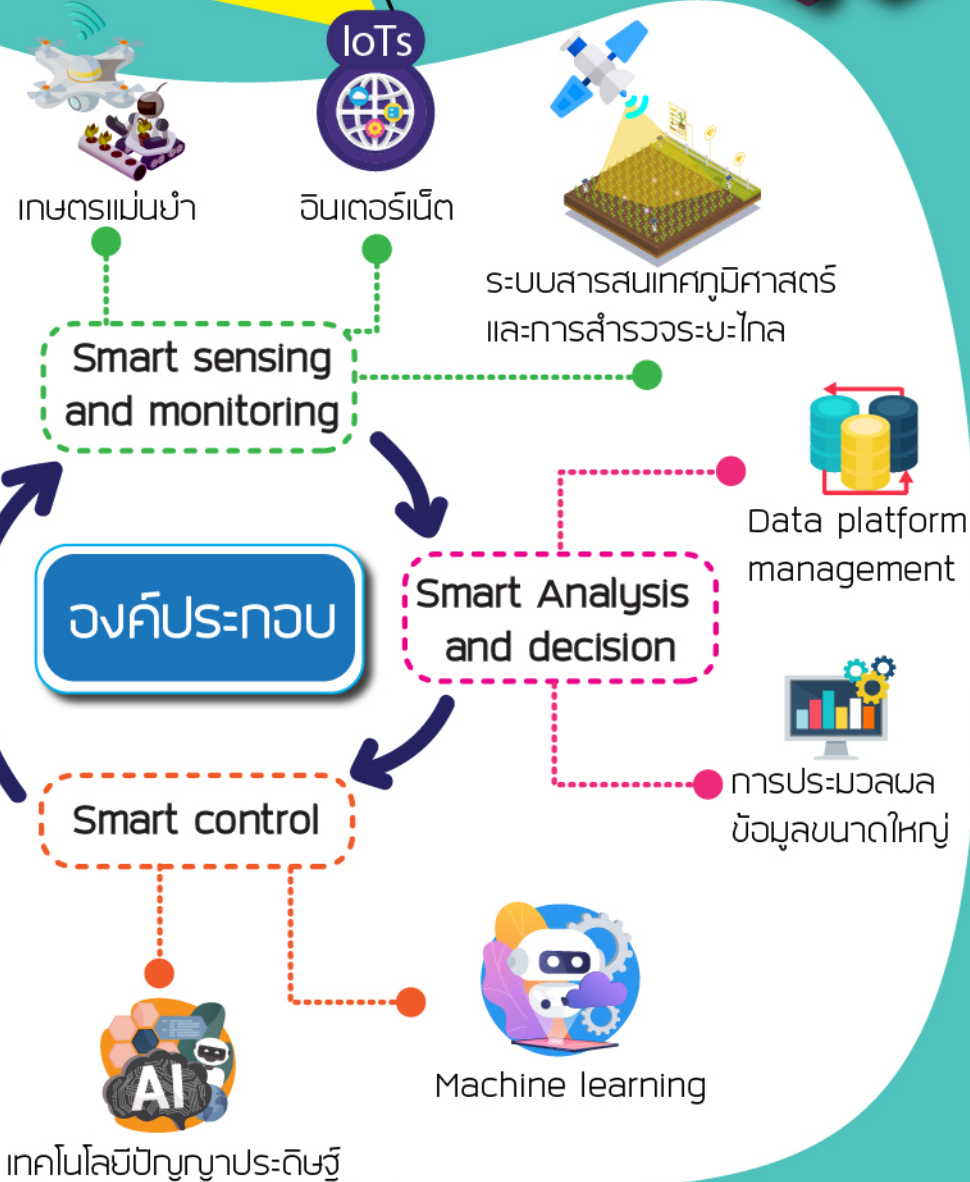 IoTs
เกษตรแม่นยำ
อินเตอร์เน็ต
ระบบสารสนเทศภูมิศาสตร์
และการสำรวจระยะไกล
Smart sensing
and monitoring
Data platform
management
องค์ประกอบ
Smart Analysis
and decision
การประมวลผล
ข้อมูลขนาดใหญ่
Smart control
AI
Machine learning
เทคโนโลยีปัญญาประดิษฐ์